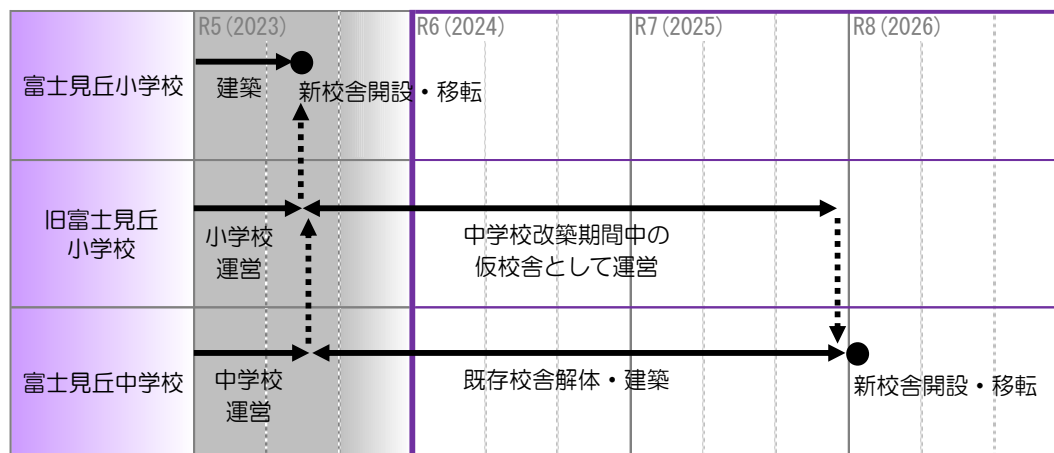 R5(2023)
R6(2024)
R7(2025)
R8(2026)
富士見丘小学校
建築
新校舎開設・移転
旧富士見丘
小学校
小学校
運営
中学校改築期間中の
仮校舎として運営
富士見丘中学校
中学校
運営
既存校舎解体・建築
新校舎開設・移転